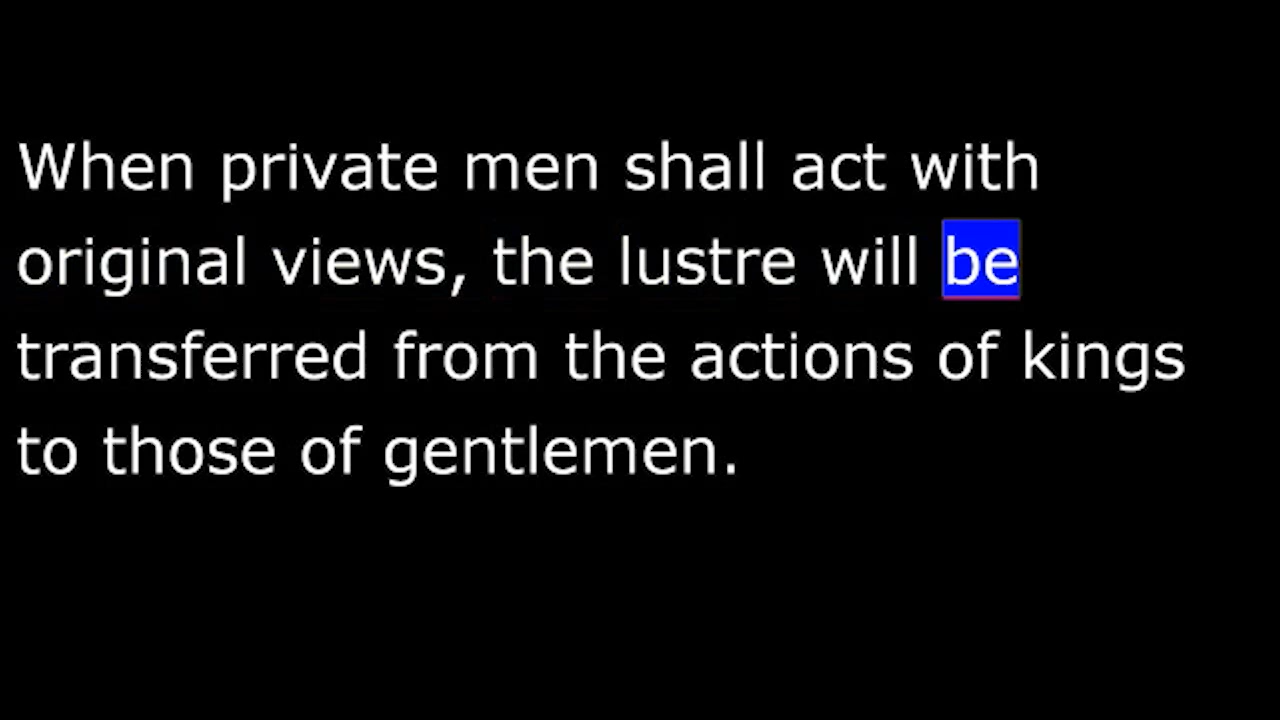 When private men shall act with
original views, the lustre will be
transferred from the actions of kings
to those of gentlemen.